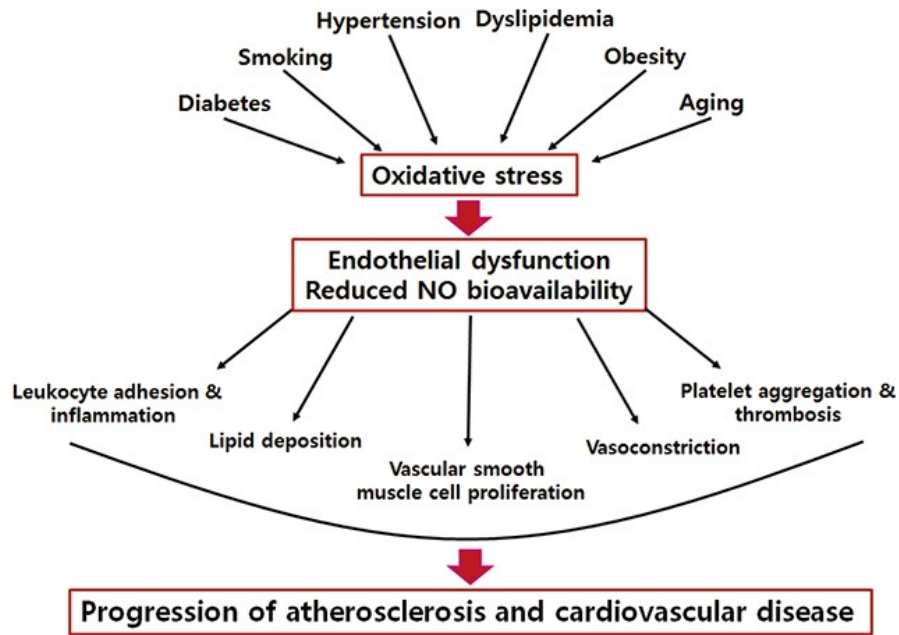 Hypertension
Dyslipidemia
Smoking
Obesity
Diabetes
Aging
Oxidative stress
Endothelial dysfunction
Reduced NO bioavailability
Leukocyte adhesion &
inflammation
Lipid deposition
Vascular smooth
muscle cell proliferation
Vasoconstriction
Platelet aggregation &
thrombosis
Progression of atherosclerosis and cardiovascular disease